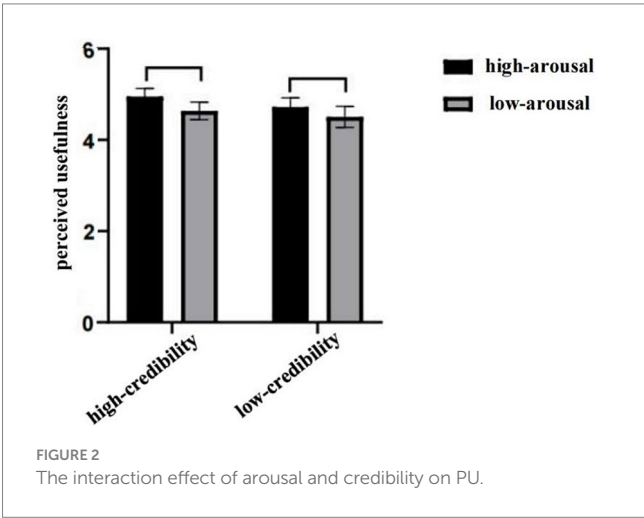 6
4
2
0
perceived usefulness
high-credibility
low-credibility
high-arousal
low-arousal
FIGURE 2
The interaction effect of arousal and credibility on PU.